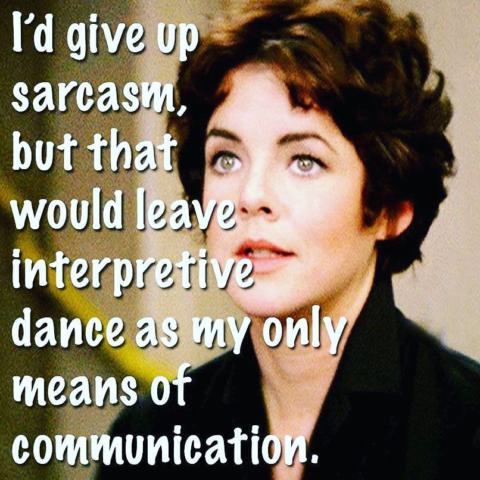 I'd give up
sarcasm,
but that
would leave
interpretive
dance as my only
means of
communication.